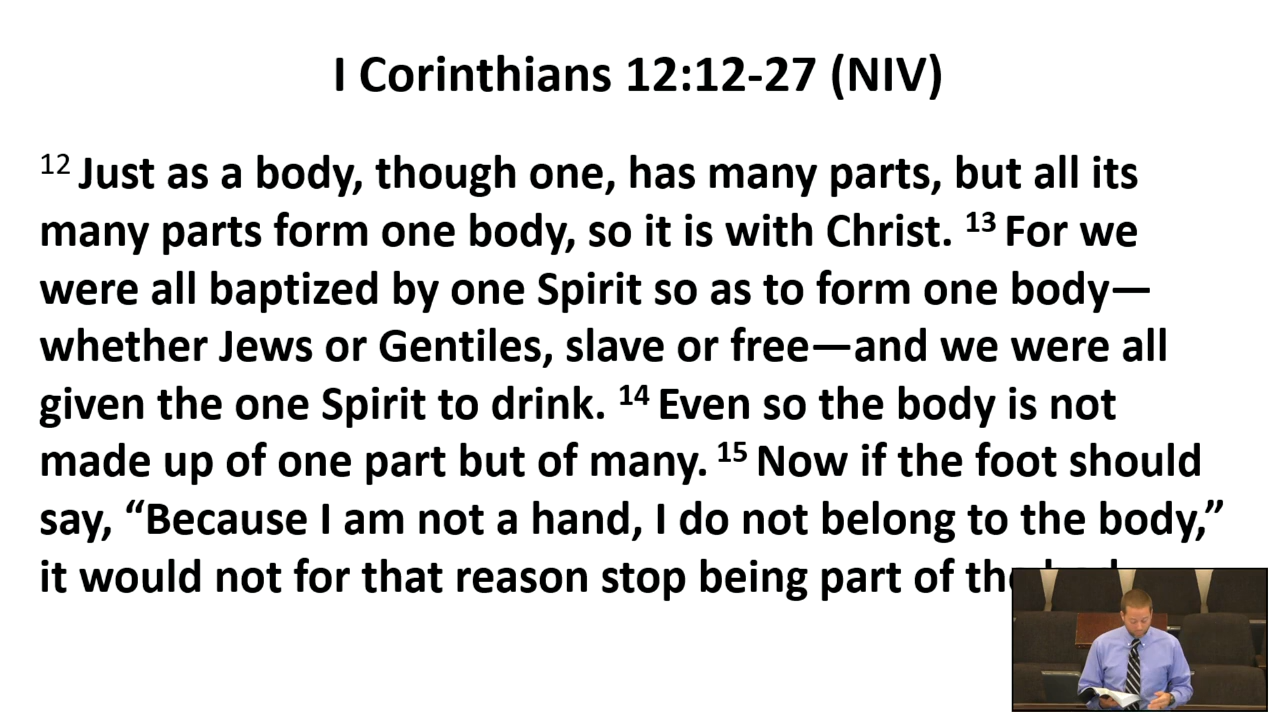 I Corinthians 12:12-27 (NIV)
12 Just as a body, though one, has many parts, but all its
many parts form one body, so it is with Christ. 13 For we
were all baptized by one Spirit so as to form one body—
whether Jews or Gentiles, slave or free—and we were all
given the one Spirit to drink. 14 Even so the body is not
made up of one part but of many. 15 Now if the foot should
say, “Because I am not a hand, I do not belong to the body,”
it would not for that reason stop being part of the